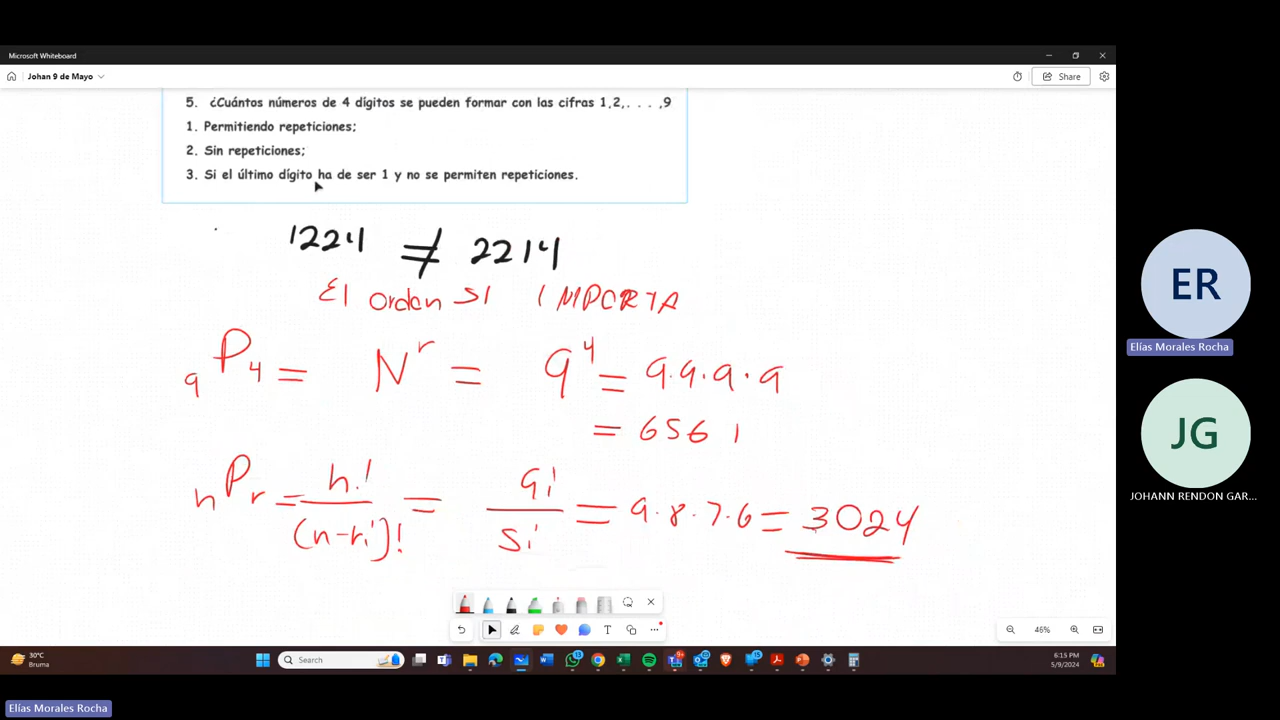 Microsoft Whiteboard
Johan 9 de Mayo
Share
5. ¿Cuántos números de 4 dígitos se pueden formar con las cifras 1,2,. . . ,9
1. Permitiendo repeticiones;
2. Sin repeticiones;
3. Si el último dígito ha de ser 1 y no se permiten repeticiones.
1224 ≠ 2214
El orden SI IMPORTA
9P4 = N^r = 9^4 = 9.9.9.9
= 6561
nPr = n!/(n-r)! = 9!/5! = 9.8.7.6 = 3024
ER
Elías Morales Rocha
JG
JOHANN RENDON GAR...
46%
30°C
Bruma
Search
6:15 PM
5/9/2024
Elías Morales Rocha